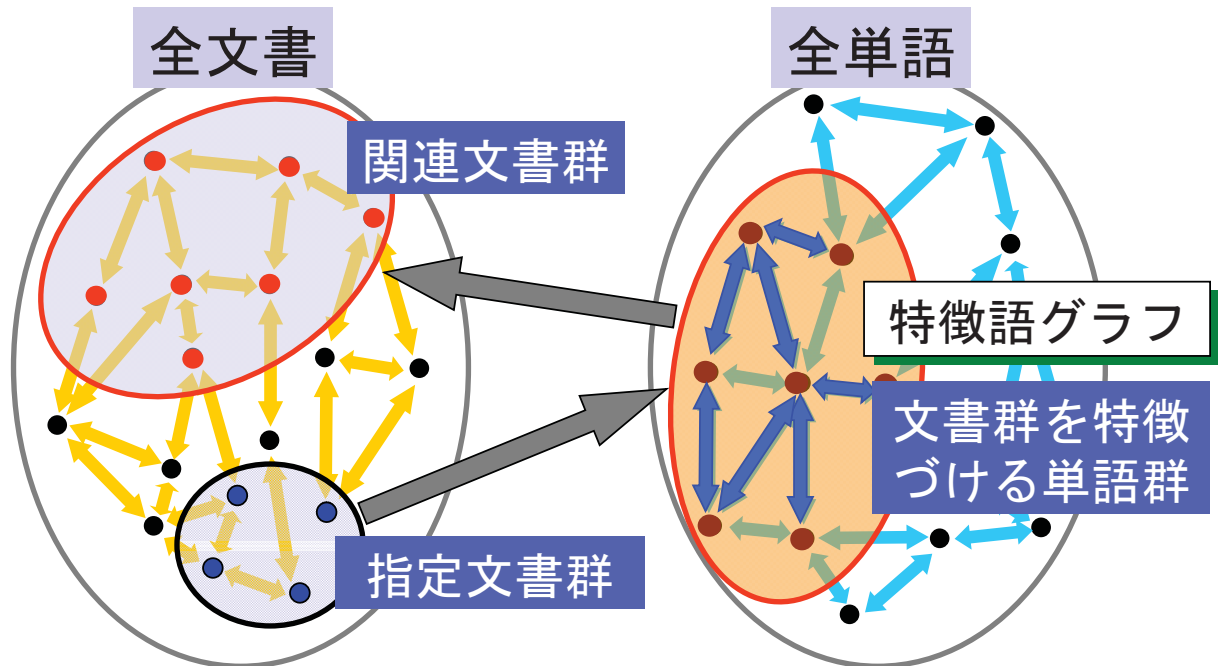 全文書
全単語
関連文書群
特徴語グラフ
文書群を特徴
づける単語群
指定文書群